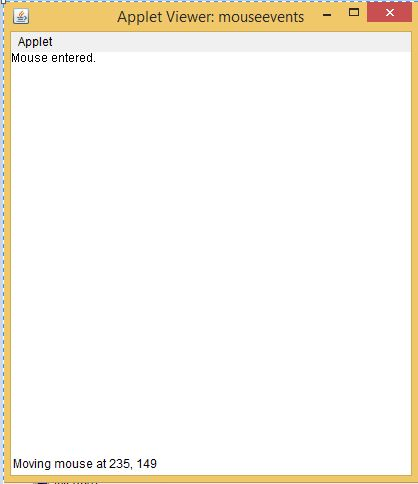 Applet Viewer: mouseevents
Applet
Mouse entered.
Moving mouse at 235, 149